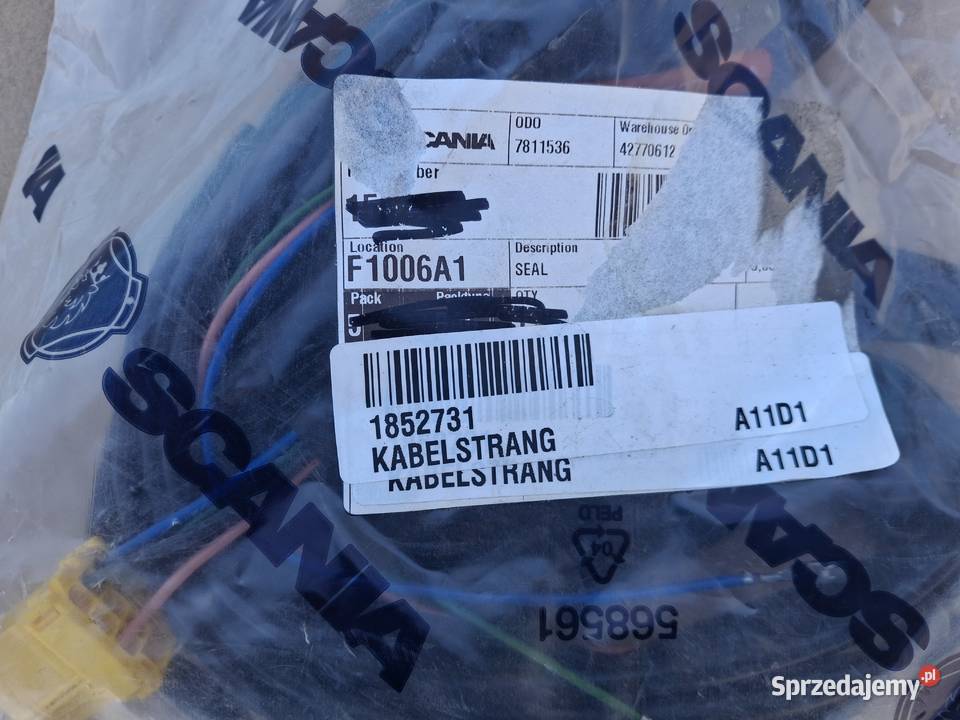 SCANIA
SCANIA
SCANIA
ODO
7811536
Warehouse
42770612
Location
F1006A1
Description
SEAL
Pack
QTY
1852731
KABELSTRANG
A11D1
KABELSTRANG
A11D1
SCANIA
SCANIA
PELD
04
568561
Sprzedajemy.pl